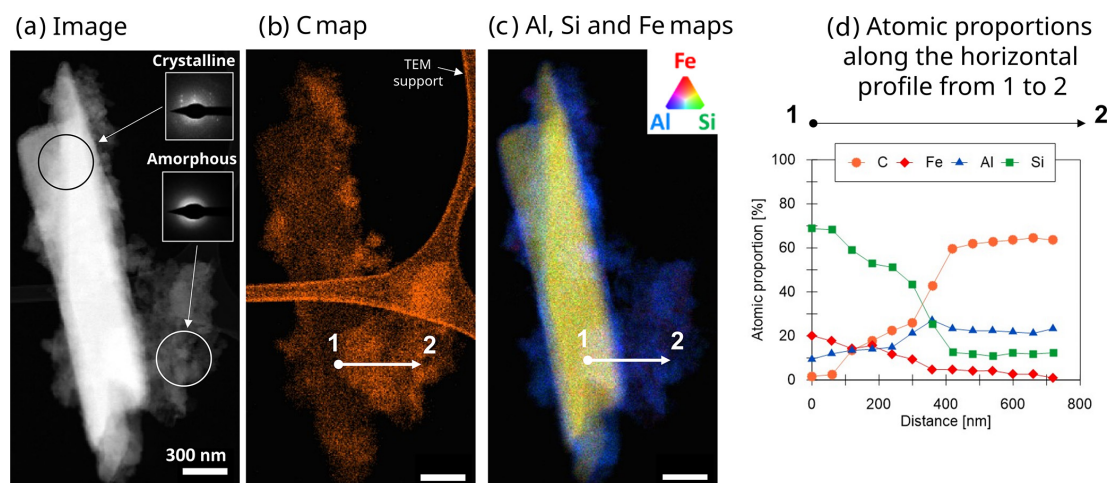 (a) Image
(b) C map
(c) Al, Si and Fe maps
(d) Atomic proportions
along the horizontal
profile from 1 to 2
Crystalline
Amorphous
300 nm
TEM
support
1
2
Fe
Al
Si
1
2
1
2
C
Fe
Al
Si
Atomic proportion [%]
100
80
60
40
20
0
0
200
400
600
800
Distance [nm]